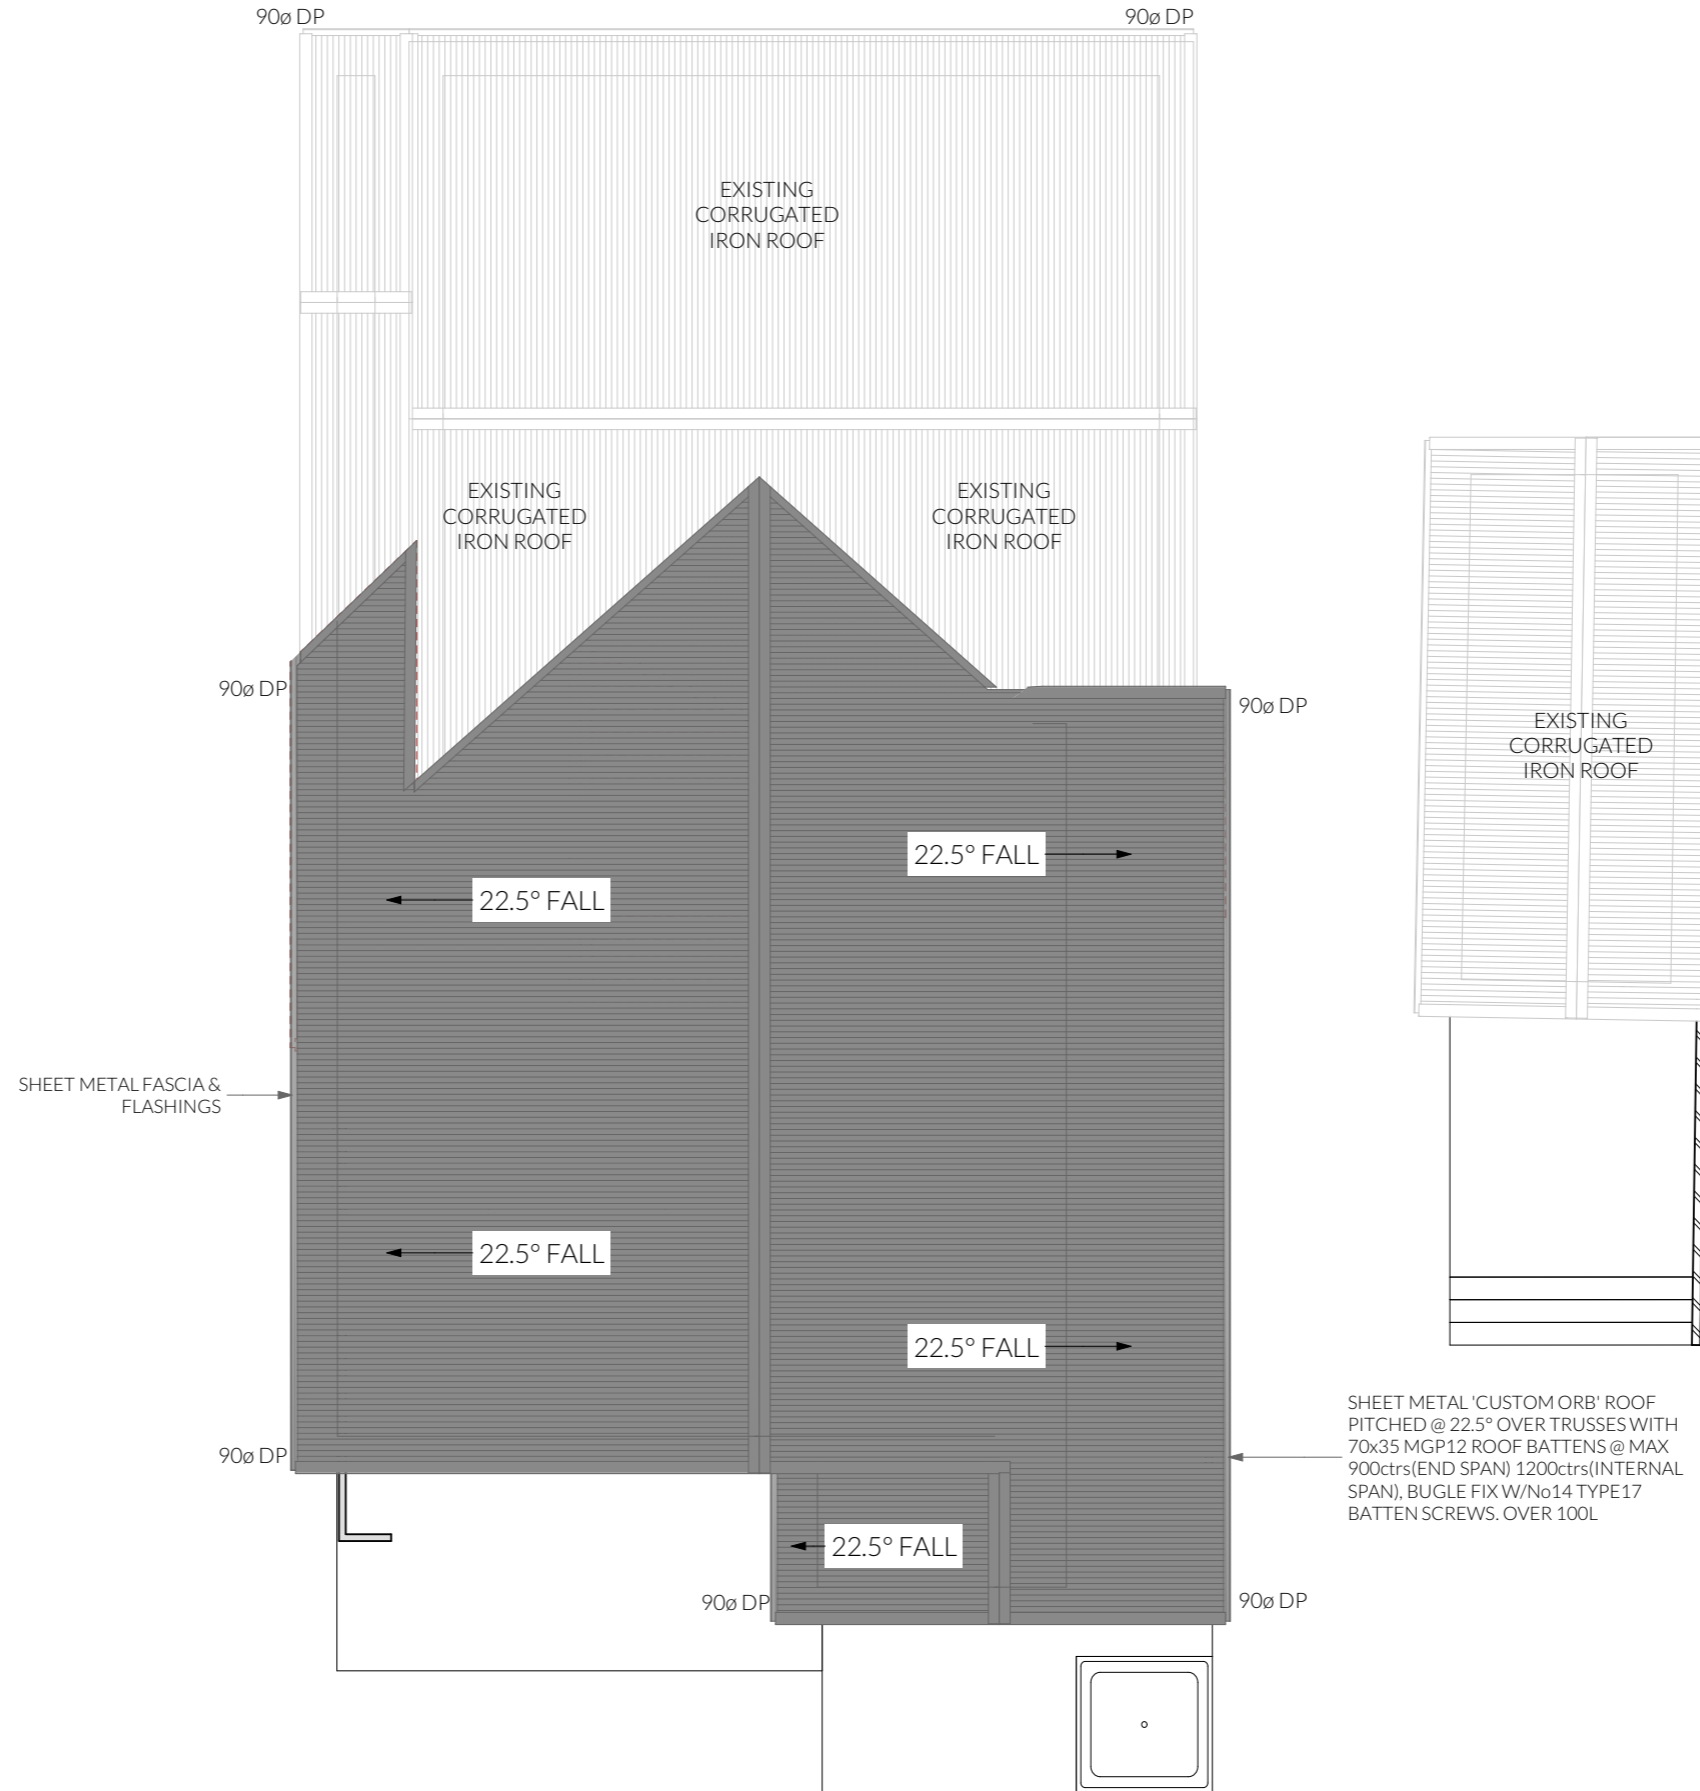 90ø DP
90ø DP
EXISTING
CORRUGATED
IRON ROOF
EXISTING
CORRUGATED
IRON ROOF
EXISTING
CORRUGATED
IRON ROOF
90ø DP
90ø DP
EXISTING
CORRUGATED
IRON ROOF
22.5° FALL
22.5° FALL
SHEET METAL FASCIA &
FLASHINGS
22.5° FALL
22.5° FALL
SHEET METAL 'CUSTOM ORB' ROOF
PITCHED @ 22.5° OVER TRUSSES WITH
70x35 MGP12 ROOF BATTENS @ MAX
900ctrs(END SPAN) 1200ctrs(INTERNAL
SPAN), BUGLE FIX W/No14 TYPE17
BATTEN SCREWS. OVER 100L
90ø DP
22.5° FALL
90ø DP
90ø DP